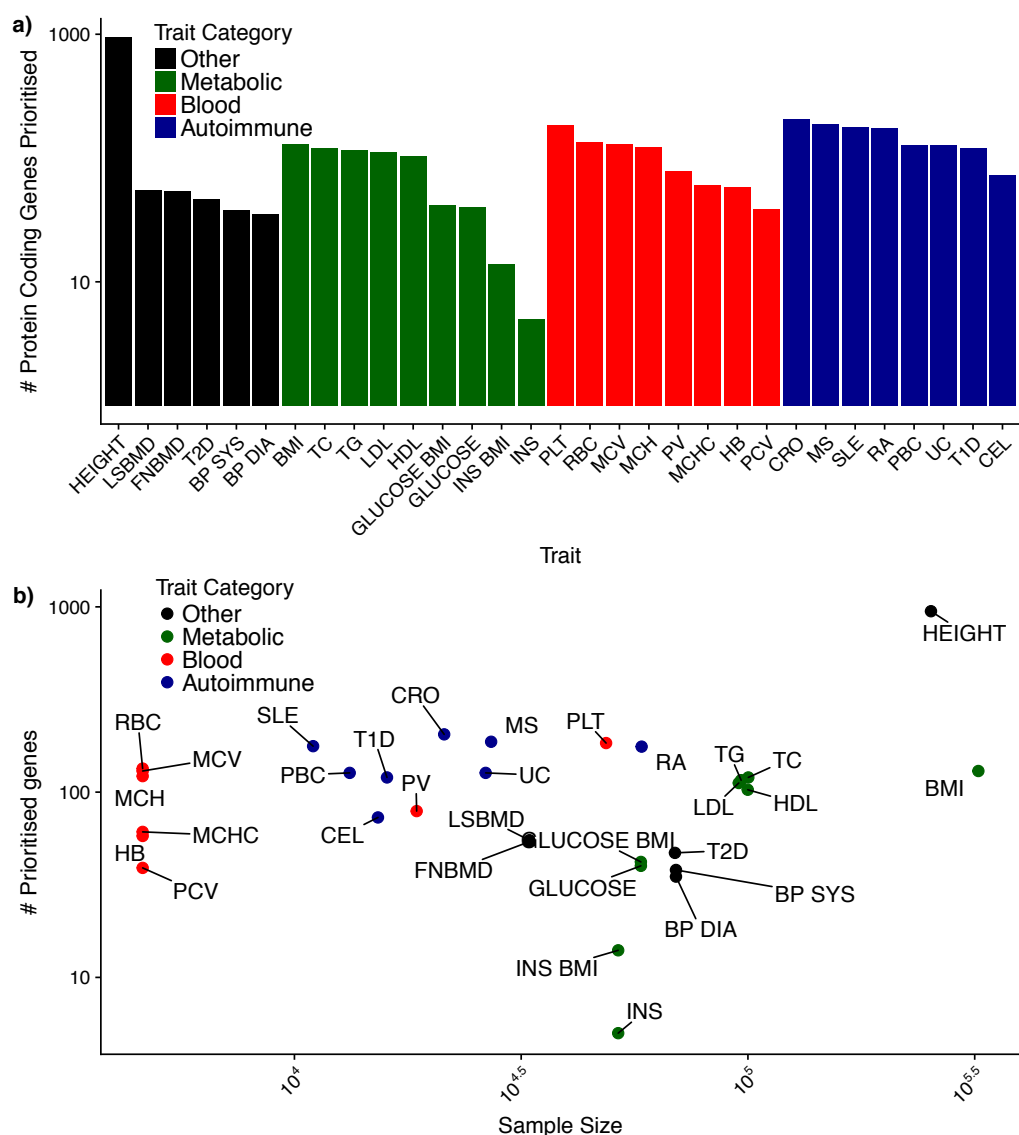 a)
# Protein Coding Genes Prioritised
1000
10
Trait Category
Other
Metabolic
Blood
Autoimmune
HEIGHT
LSBMD
FNBMD
T2D
BP SYS
BP DIA
BMI
TC
TG
LDL
HDL
GLUCOSE BMI
GLUCOSE
INS BMI
INS
PLT
RBC
MCV
MCH
PV
MCHC
HB
PCV
CRO
MS
SLE
RA
PBC
UC
T1D
CEL
Trait
b)
# Prioritised genes
1000
100
10
Trait Category
Other
Metabolic
Blood
Autoimmune
HEIGHT
CRO
SLE
RBC
T1D
MS
PLT
MCV
PBC
UC
RA
TG
TC
BMI
MCH
PV
LDL
HDL
MCHC
CEL
LSBMD
LUCOSE BMI
T2D
HB
FNBMD
GLUCOSE
PCV
BP SYS
BP DIA
INS BMI
INS
10^4
10^4.5
10^5
10^5.5
Sample Size